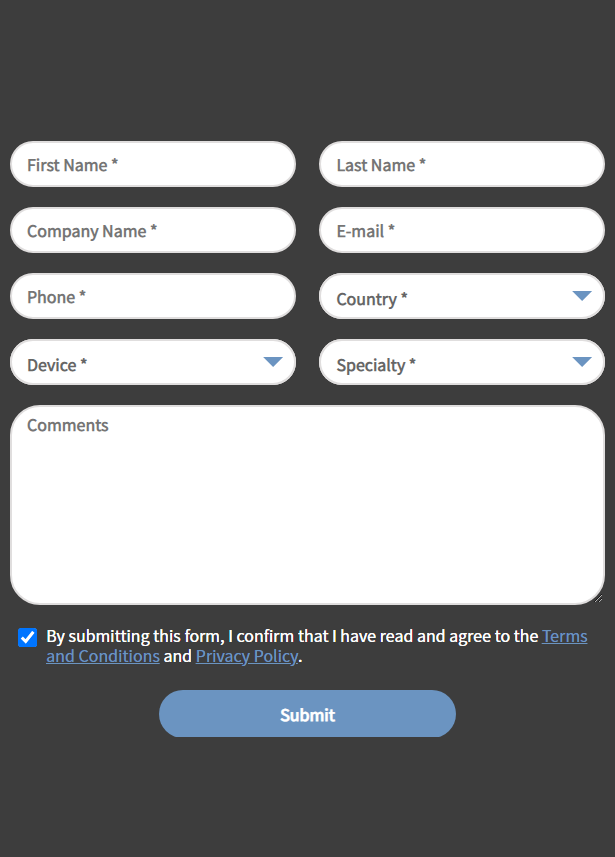 First Name *
Last Name *
Company Name *
E-mail *
Phone *
Country *
Device *
Specialty *
Comments
By submitting this form, I confirm that I have read and agree to the Terms
and Conditions and Privacy Policy.
Submit